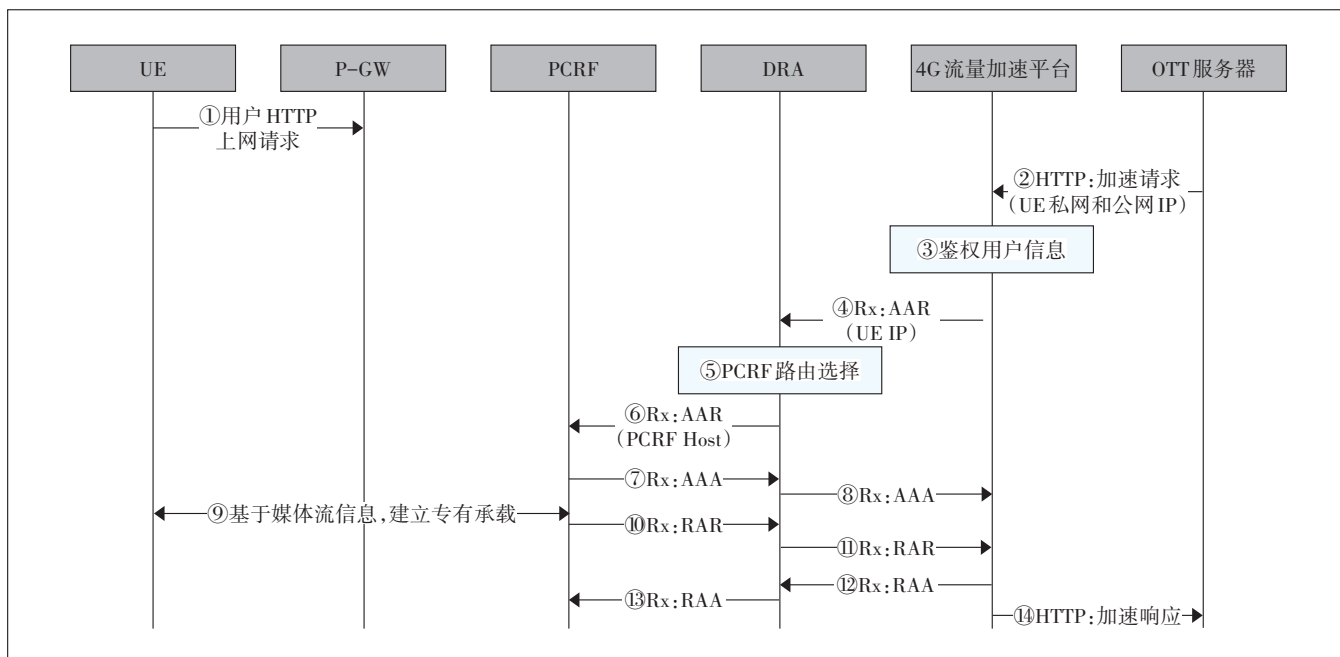 UE
P-GW
PCRF
DRA
4G流量加速平台
OTT服务器
①用户HTTP
上网请求
②HTTP:加速请求
(UE私网和公网IP)
③鉴权用户信息
④Rx:AAR
(UE IP)
⑤PCRF路由选择
⑥Rx:AAR
(PCRF Host)
⑦Rx:AAA
⑧Rx:AAA
⑨基于媒体流信息,建立专有承载
⑩Rx:RAR
⑪Rx:RAR
⑫Rx:RAA
⑬Rx:RAA
⑭HTTP:加速响应